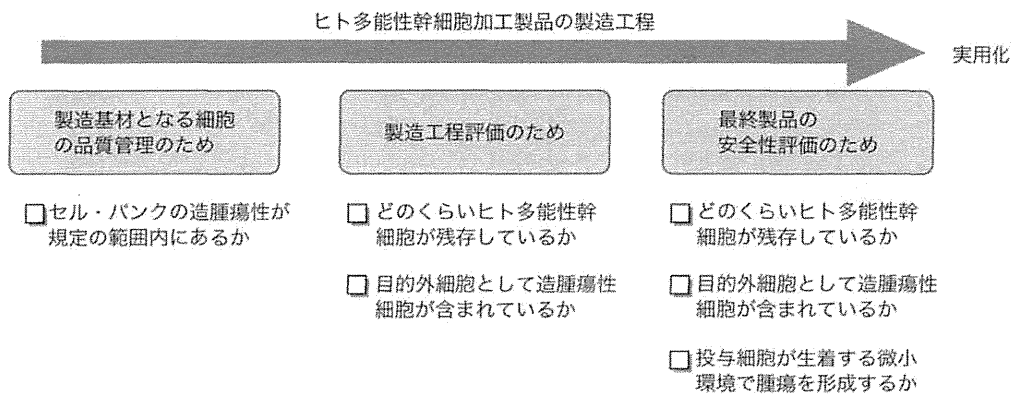 ヒト多能性幹細胞加工製品の製造工程
実用化
製造基材となる細胞
の品質管理のため
製造工程評価のため
最終製品の
安全性評価のため
□セル・バンクの造腫瘍性が
規定の範囲内にあるか
□どのくらいヒト多能性幹
細胞が残存しているか
□目的外細胞として造腫瘍性
細胞が含まれているか
□どのくらいヒト多能性幹
細胞が残存しているか
□目的外細胞として造腫瘍性
細胞が含まれているか
□投与細胞が生着する微小
環境で腫瘍を形成するか